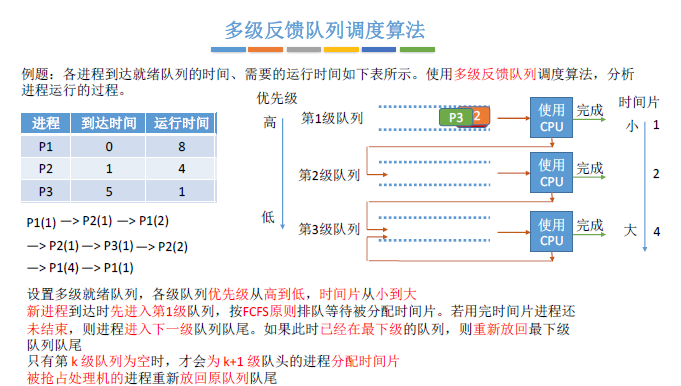 多级反馈队列调度算法
例题：各进程到达就绪队列的时间、需要的运行时间如下表所示。使用多级反馈队列调度算法，分析
进程运行的过程。
进程 到达时间 运行时间
P1 0 8
P2 1 4
P3 5 1
P1(1) —> P2(1) —> P1(2)
—> P2(1) —> P3(1) —> P2(2)
—> P1(4) —> P1(1)
优先级
高
低
第1级队列
P3 2
使用
CPU
完成
第2级队列
使用
CPU
完成
第3级队列
使用
CPU
完成
时间片
小 1
2
大 4
设置多级就绪队列，各级队列优先级从高到低，时间片从小到大
新进程到达时先进入第1级队列，按FCFS原则排队等待被分配时间片。若用完时间片进程还
未结束，则进程进入下一级队列队尾。如果此时已经在最下级的队列，则重新放回最下级
队列队尾
只有第 k 级队列为空时，才会为 k+1 级队头的进程分配时间片
被抢占处理机的进程重新放回原队列队尾